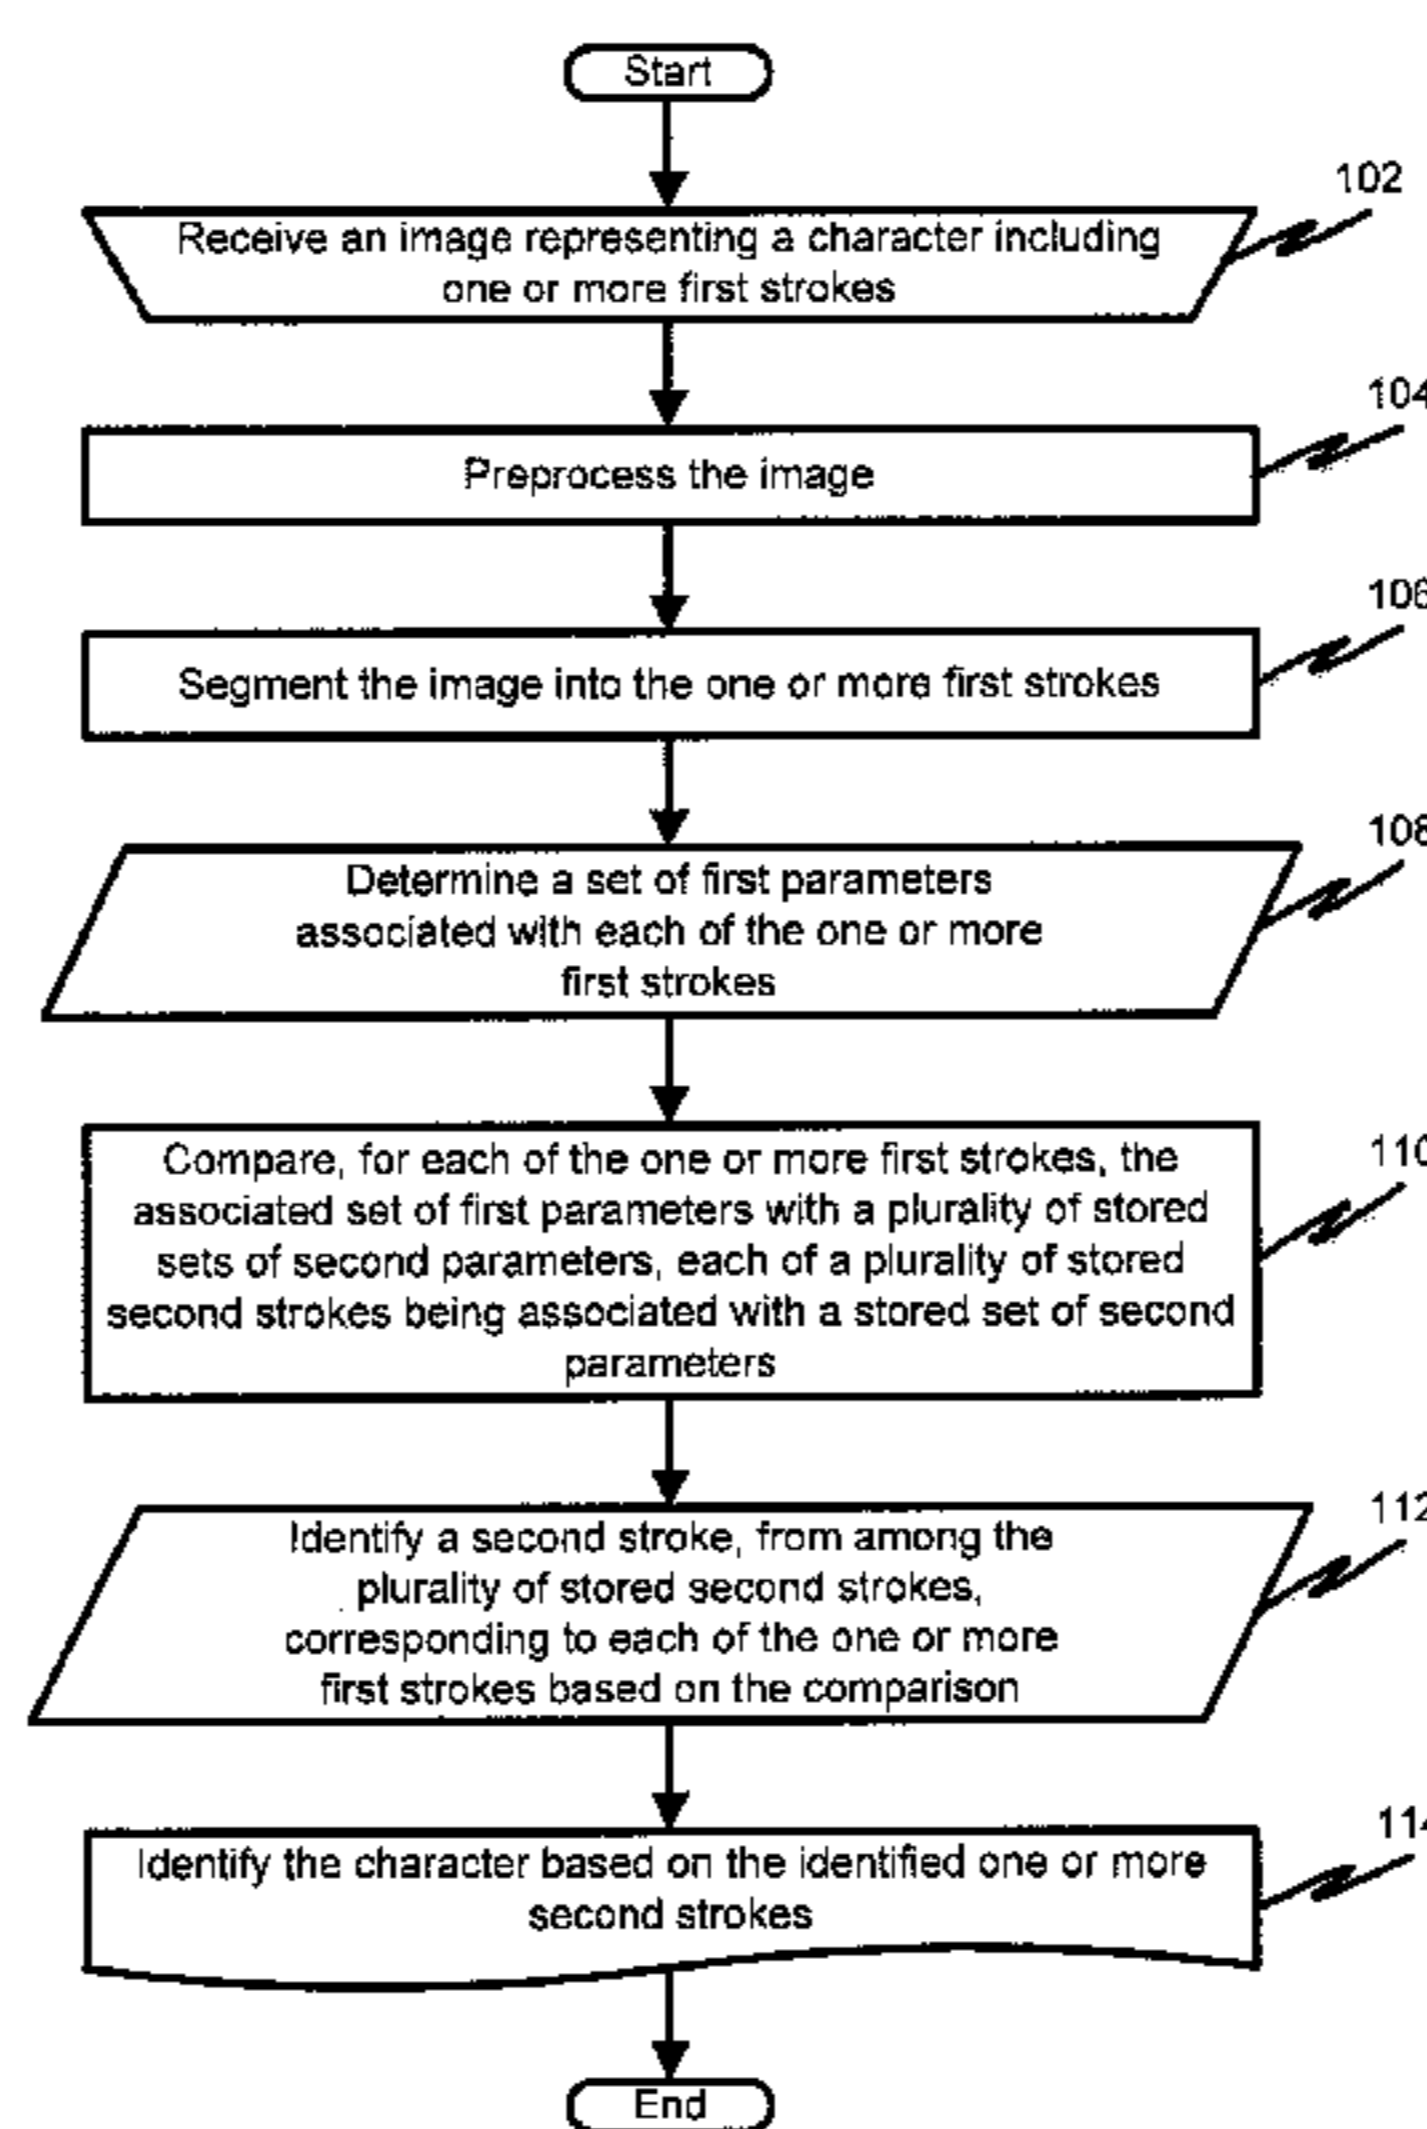 Start
102
Receive an image representing a character including
one or more first strokes
104
Preprocess the image
106
Segment the image into the one or more first strokes
108
Determine a set of first parameters
associated with each of the one or more
first strokes
110
Compare, for each of the one or more first strokes, the
associated set of first parameters with a plurality of stored
sets of second parameters, each of a plurality of stored
second strokes being associated with a stored set of second
parameters
112
Identify a second stroke, from among the
plurality of stored second strokes,
corresponding to each of the one or more
first strokes based on the comparison
114
Identify the character based on the identified one or more
second strokes
End